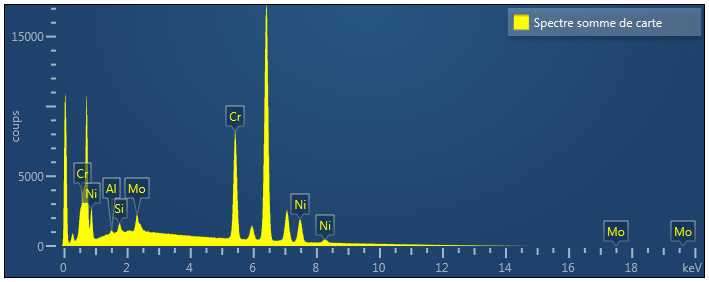 Spectre somme de carte
15000
5000
0
coups
Cr
Ni
Al
Si
Mo
Cr
Ni
Ni
Mo
Mo
0 2 4 6 8 10 12 14 16 18 keV